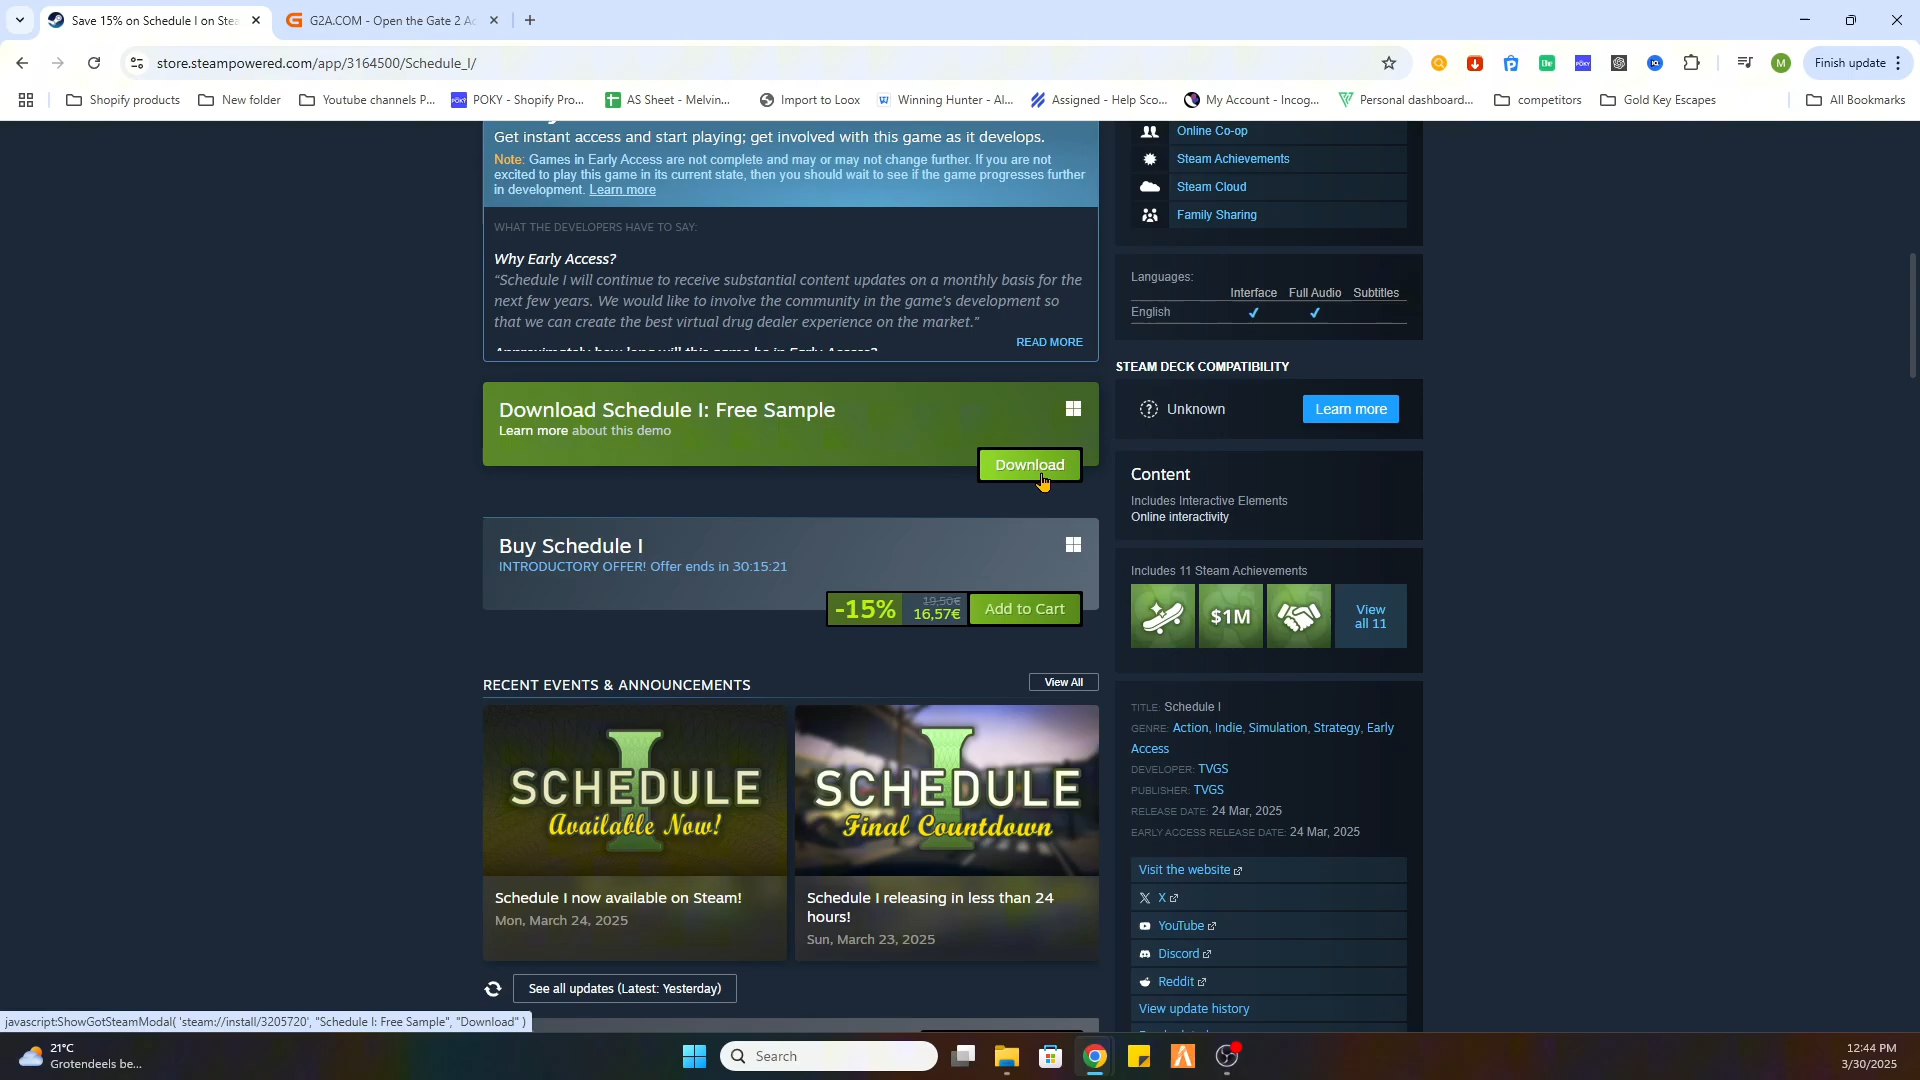 Save 15% on Schedule I on Stea
G2A.COM - Open the Gate 2 Ac
store.steampowered.com/app/3164500/Schedule_I/
M
Finish update
Shopify products
New folder
Youtube channels P...
POKY - Shopify Pro...
AS Sheet - Melvin...
Import to Loox
Winning Hunter - AI...
Assigned - Help Sco...
My Account - Incog...
Personal dashboard...
competitors
Gold Key Escapes
All Bookmarks
Get instant access and start playing; get involved with this game as it develops.
Note: Games in Early Access are not complete and may or may not change further. If you are not
excited to play this game in its current state, then you should wait to see if the game progresses further
in development. Learn more
WHAT THE DEVELOPERS HAVE TO SAY:
Why Early Access?
“Schedule I will continue to receive substantial content updates on a monthly basis for the
next few years. We would like to involve the community in the game's development so
that we can create the best virtual drug dealer experience on the market.”
Approximately how long will this game be in Early Access?
READ MORE
Download Schedule I: Free Sample
Learn more about this demo
Download
Buy Schedule I
INTRODUCTORY OFFER! Offer ends in 30:15:21
-15%
19,50€
16,57€
Add to Cart
RECENT EVENTS & ANNOUNCEMENTS
View All
SCHEDULE I
Available Now!
Schedule I now available on Steam!
Mon, March 24, 2025
SCHEDULE I
Final Countdown
Schedule I releasing in less than 24
hours!
Sun, March 23, 2025
See all updates (Latest: Yesterday)
Online Co-op
Steam Achievements
Steam Cloud
Family Sharing
Languages:
Interface Full Audio Subtitles
English ✔ ✔
STEAM DECK COMPATIBILITY
Unknown
Learn more
Content
Includes Interactive Elements
Online interactivity
Includes 11 Steam Achievements
$1M
View
all 11
TITLE: Schedule I
GENRE: Action, Indie, Simulation, Strategy, Early
Access
DEVELOPER: TVGS
PUBLISHER: TVGS
RELEASE DATE: 24 Mar, 2025
EARLY ACCESS RELEASE DATE: 24 Mar, 2025
Visit the website
X
YouTube
Discord
Reddit
View update history
javascript:ShowGotSteamModal( 'steam://install/3205720', "Schedule I: Free Sample", "Download" )
21°C
Grotendeels be...
Search
12:44 PM
3/30/2025